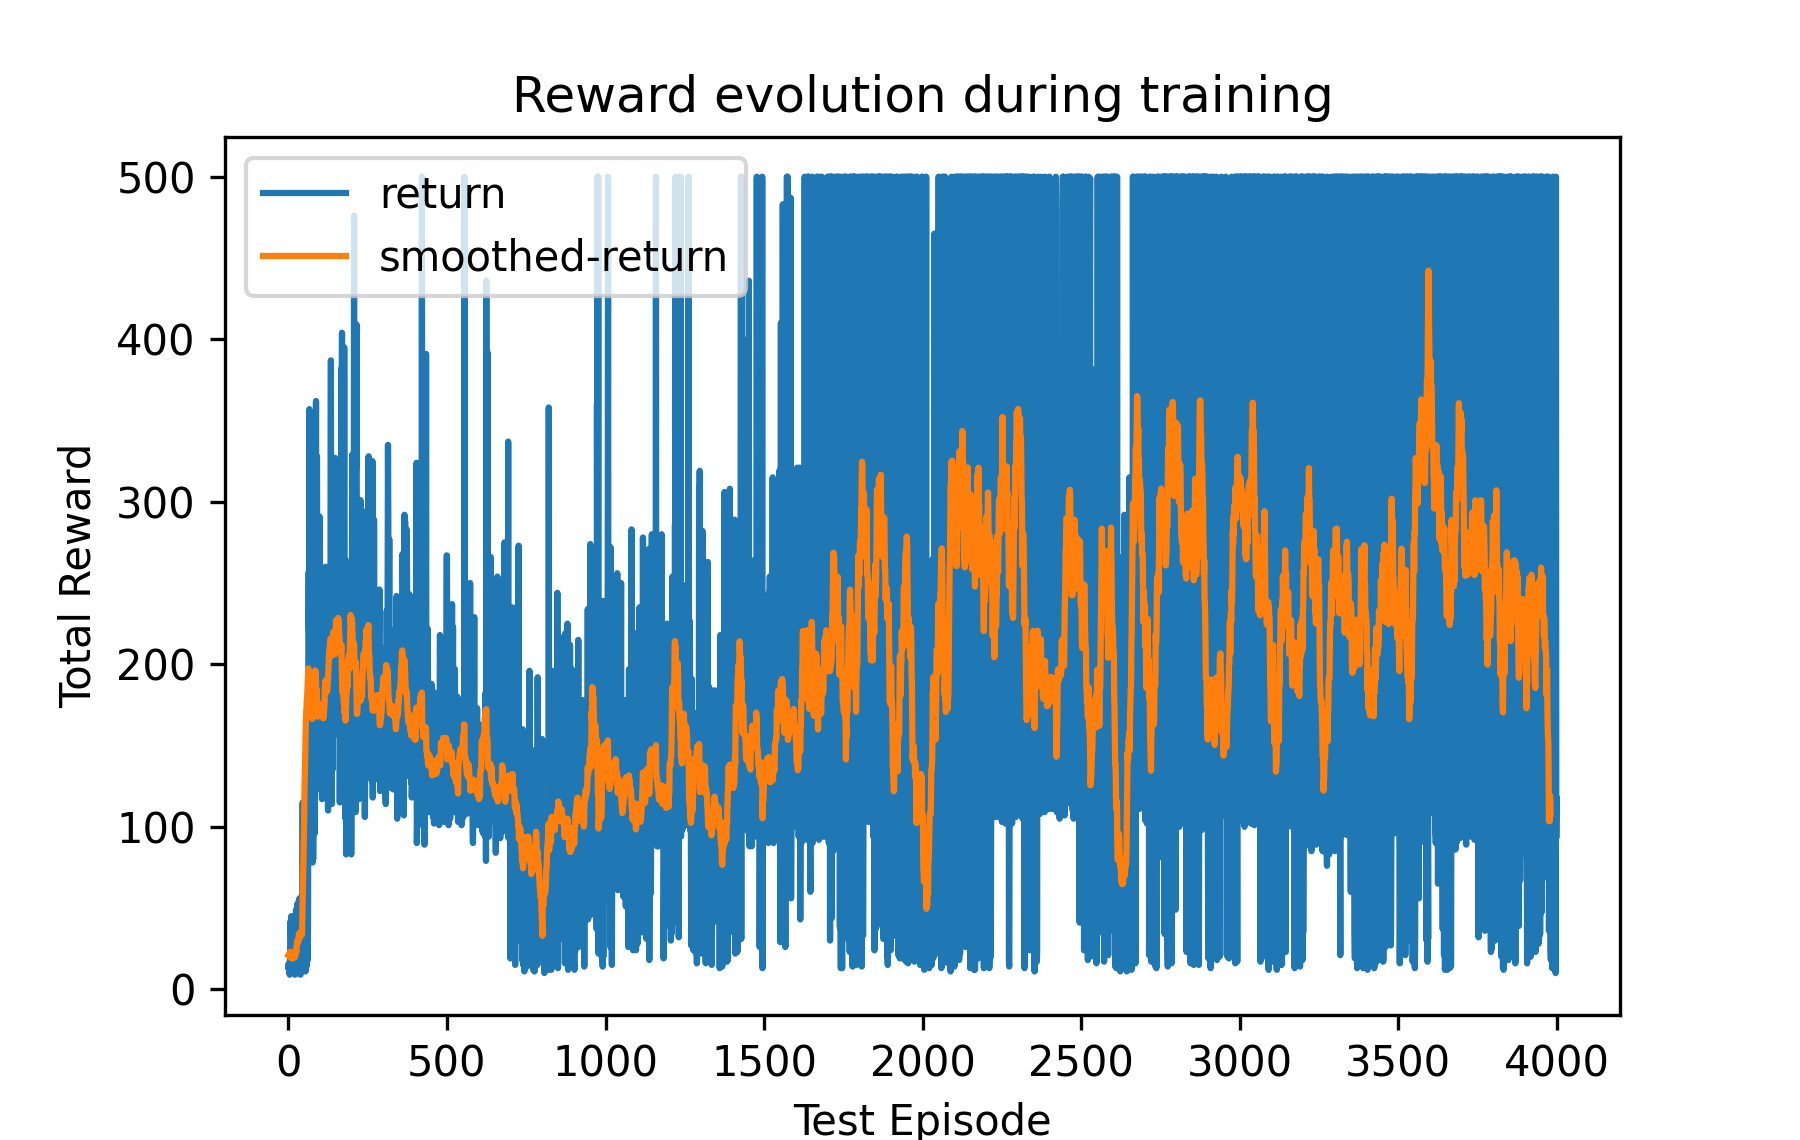 Reward evolution during training
return
smoothed-return
Total Reward
500
400
300
200
100
0
0 500 1000 1500 2000 2500 3000 3500 4000
Test Episode